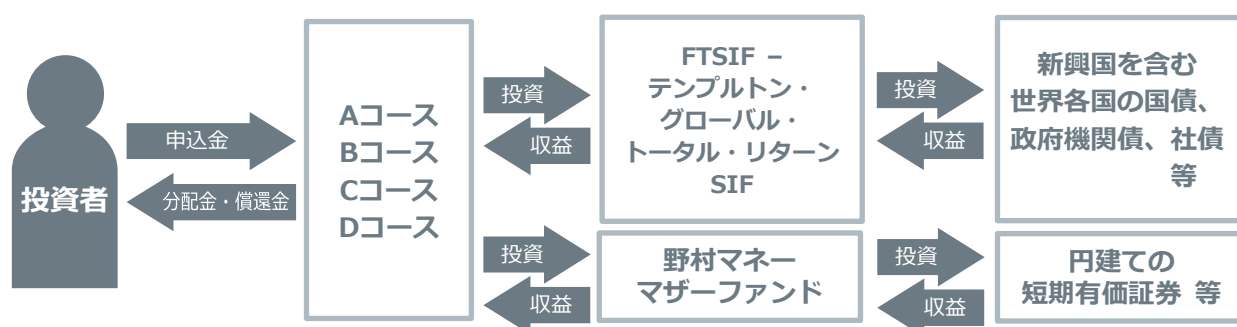 投資者
申込金
分配金・償還金
Aコース
Bコース
Cコース
Dコース
投資
収益
FTSIF －
テンプルトン・
グローバル・
トータル・リターン
SIF
投資
収益
新興国を含む
世界各国の国債、
政府機関債、社債
等
投資
収益
野村マネー
マザーファンド
投資
収益
円建ての
短期有価証券 等